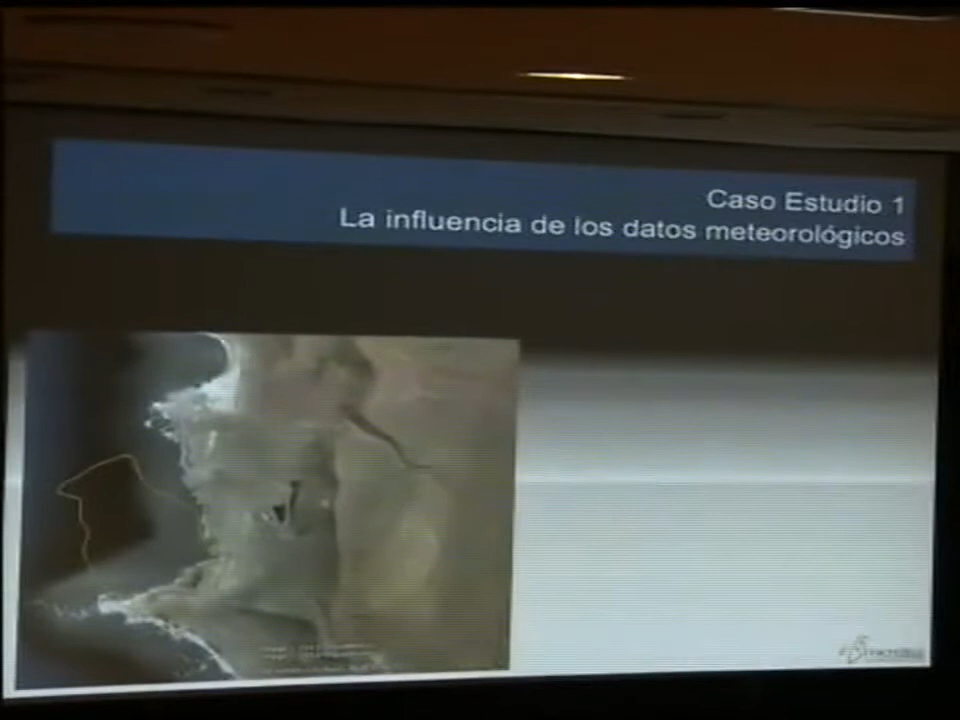 Caso Estudio 1
La influencia de los datos meteorológicos